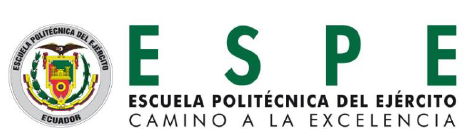 ESCUELA POLITÉCNICA DEL EJÉRCITO
ECUADOR
E S P E
ESCUELA POLITÉCNICA DEL EJÉRCITO
CAMINO A LA EXCELENCIA